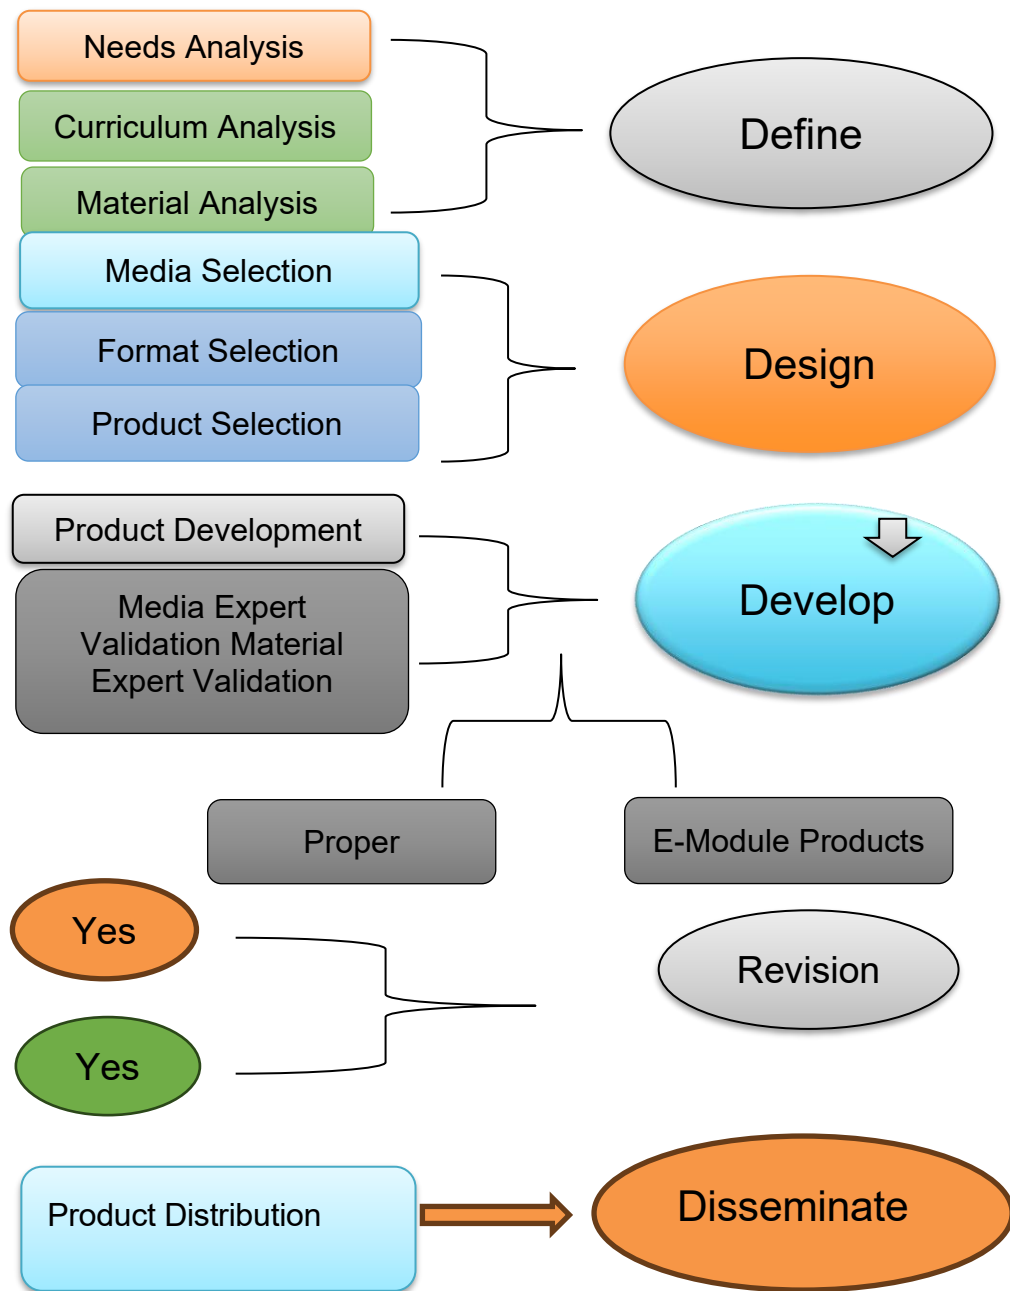 Needs Analysis
Curriculum Analysis
Material Analysis
Define
Media Selection
Format Selection
Product Selection
Design
Product Development
Media Expert
Validation Material
Expert Validation
Develop
Proper
E-Module Products
Yes
Revision
Yes
Product Distribution
Disseminate